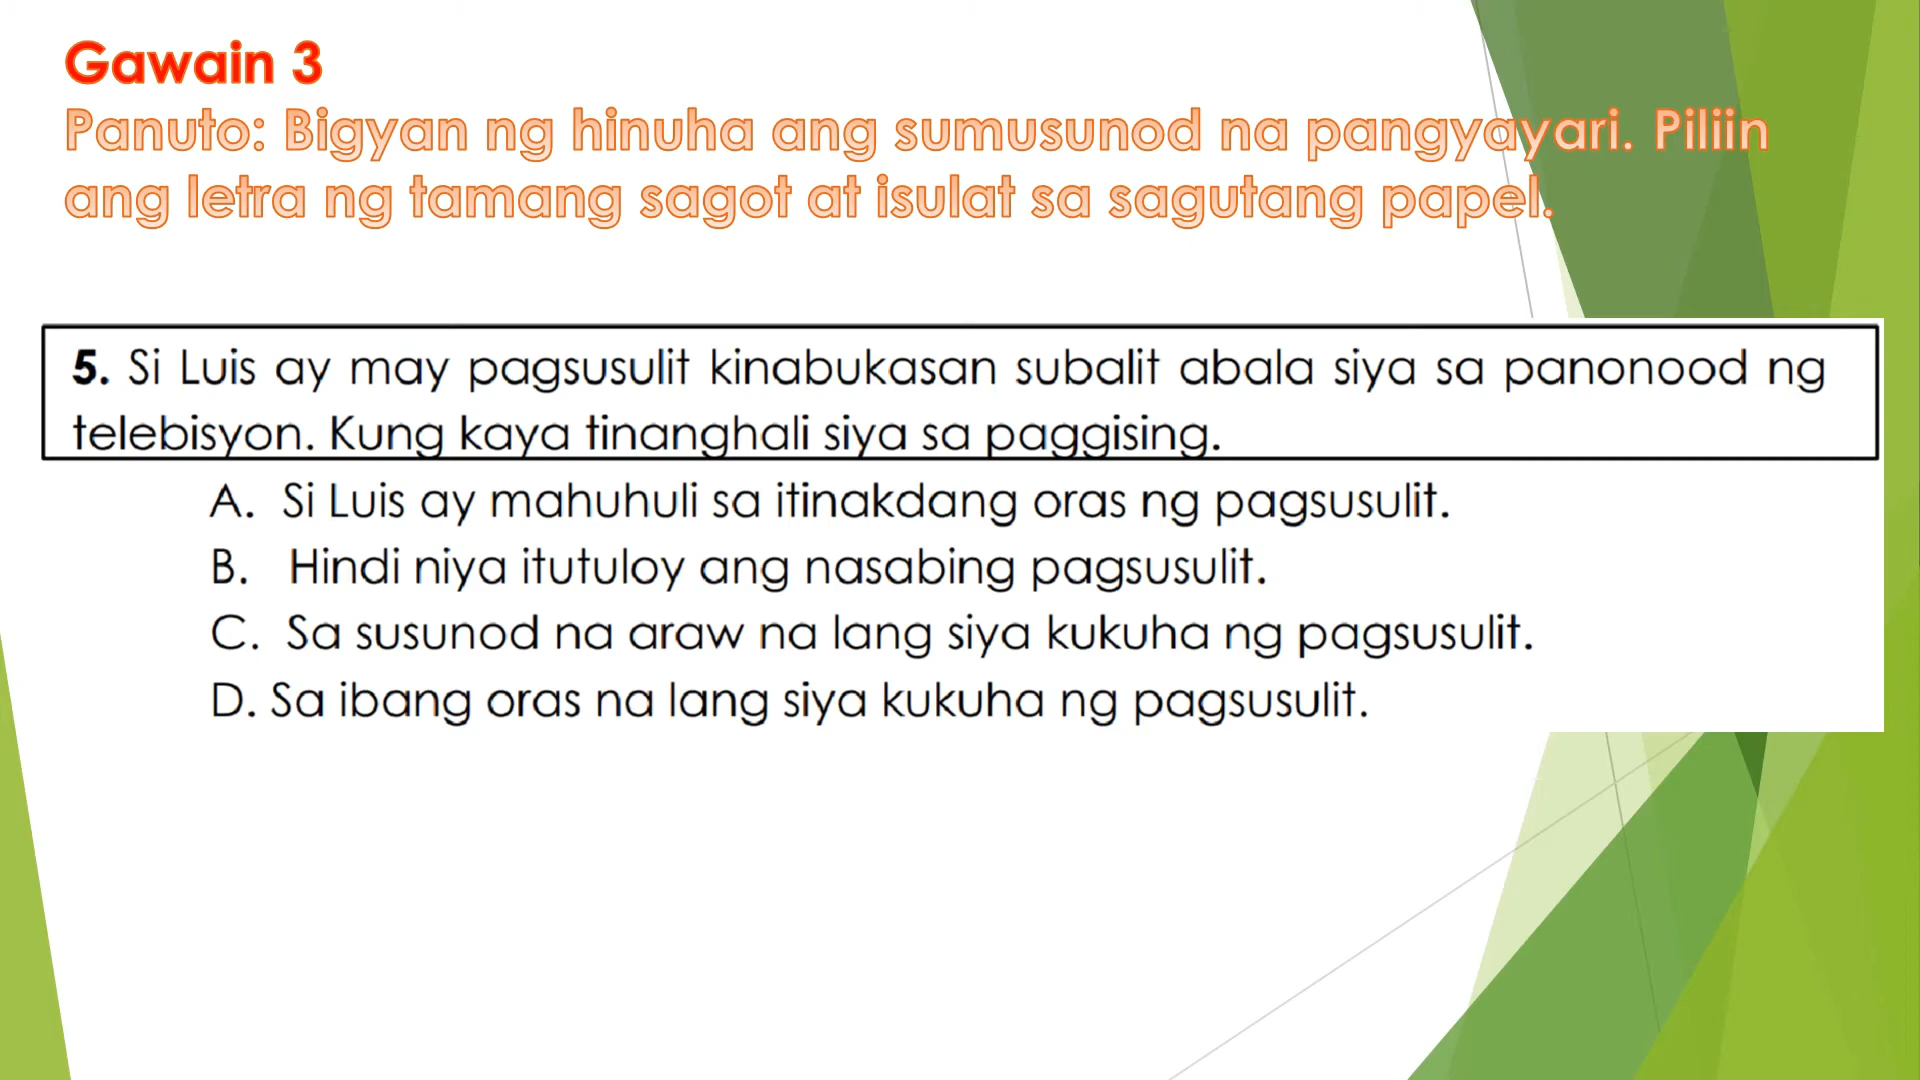 Gawain 3
Panuto: Bigyan ng hinuha ang sumusunod na pangyayari. Piliin
ang letra ng tamang sagot at isulat sa sagutang papel.
5. Si Luis ay may pagsusulit kinabukasan subalit abala siya sa panonood ng
telebisyon. Kung kaya tinanghali siya sa paggising.
A. Si Luis ay mahuhuli sa itinakdang oras ng pagsusulit.
B. Hindi niya itutuloy ang nasabing pagsusulit.
C. Sa susunod na araw na lang siya kukuha ng pagsusulit.
D. Sa ibang oras na lang siya kukuha ng pagsusulit.